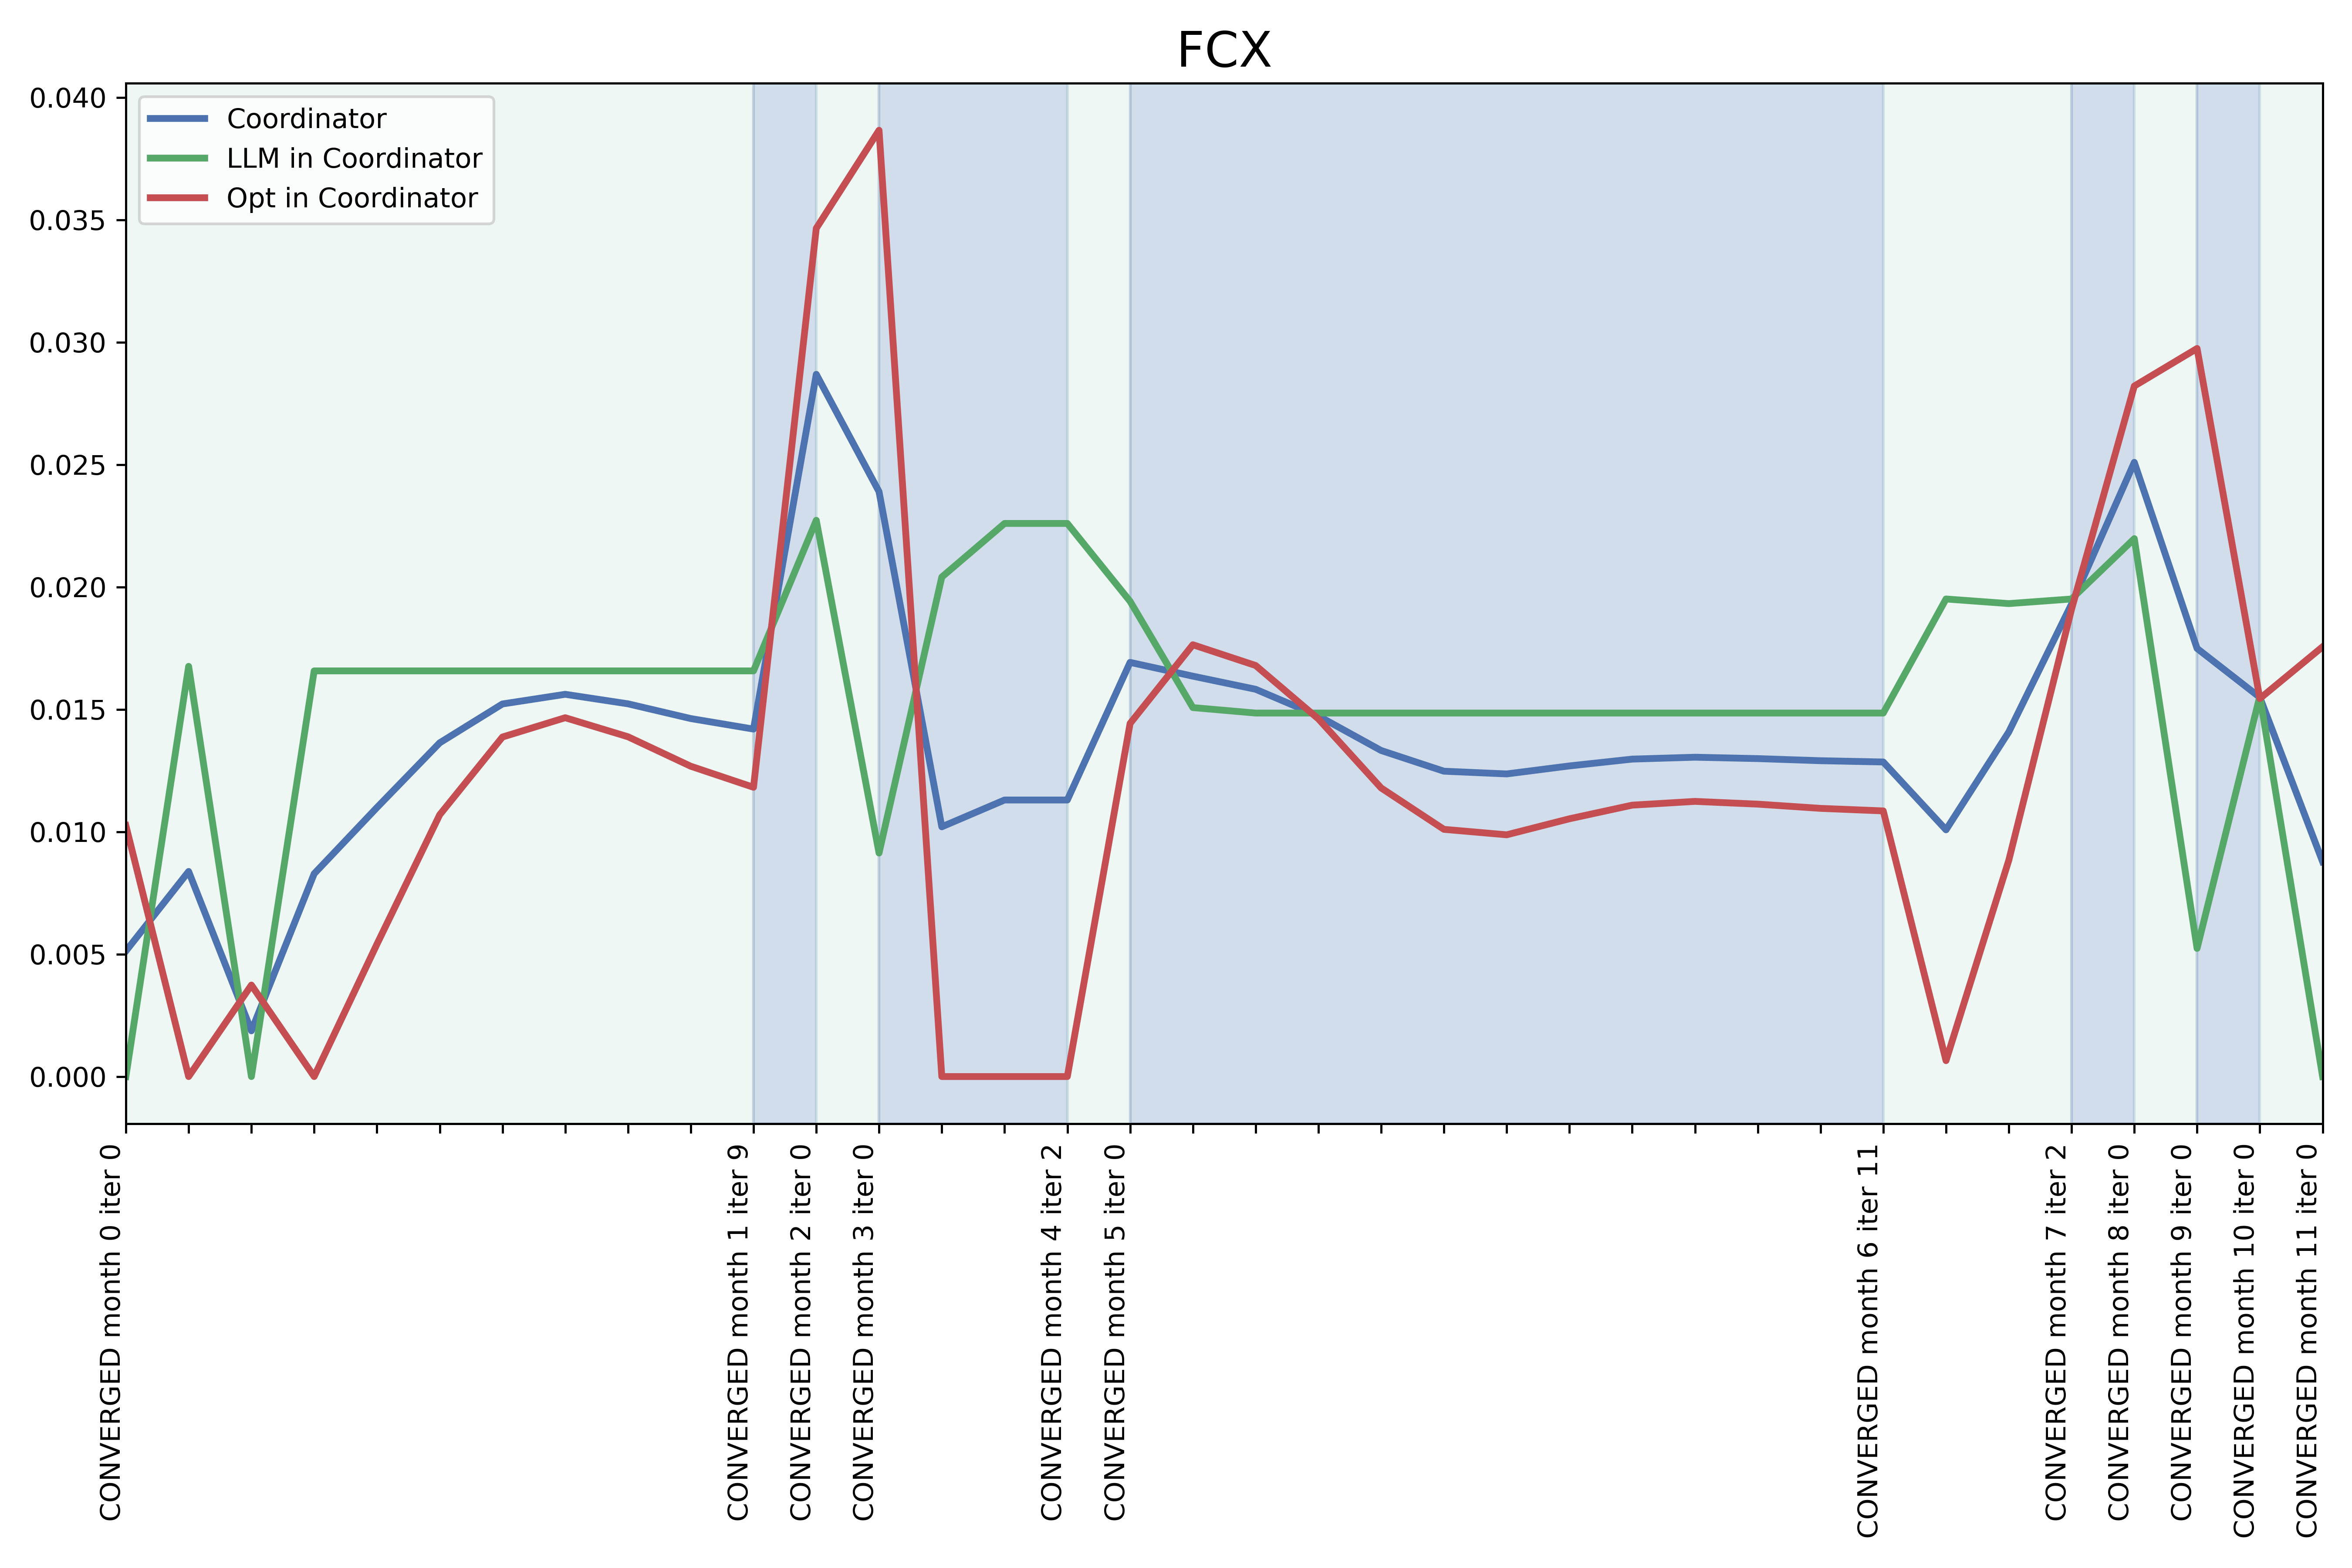 FCX
0.040
0.035
0.030
0.025
0.020
0.015
0.010
0.005
0.000
Coordinator
LLM in Coordinator
Opt in Coordinator
CONVERGED month 0 iter 0
CONVERGED month 1 iter 9
CONVERGED month 2 iter 0
CONVERGED month 3 iter 0
CONVERGED month 4 iter 2
CONVERGED month 5 iter 0
CONVERGED month 6 iter 11
CONVERGED month 7 iter 2
CONVERGED month 8 iter 0
CONVERGED month 9 iter 0
CONVERGED month 10 iter 0
CONVERGED month 11 iter 0